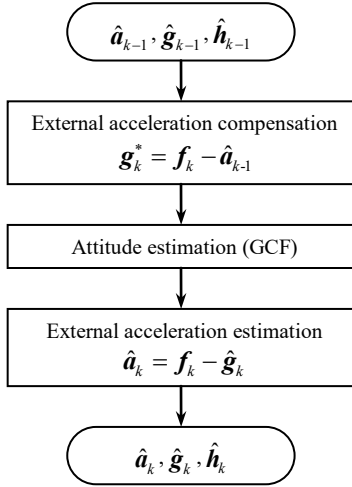 â_{k−1}, ĝ_{k−1}, ĥ_{k−1}
External acceleration compensation
g*_k = f_k − â_{k-1}
Attitude estimation (GCF)
External acceleration estimation
â_k = f_k − ĝ_k
â_k, ĝ_k, ĥ_k